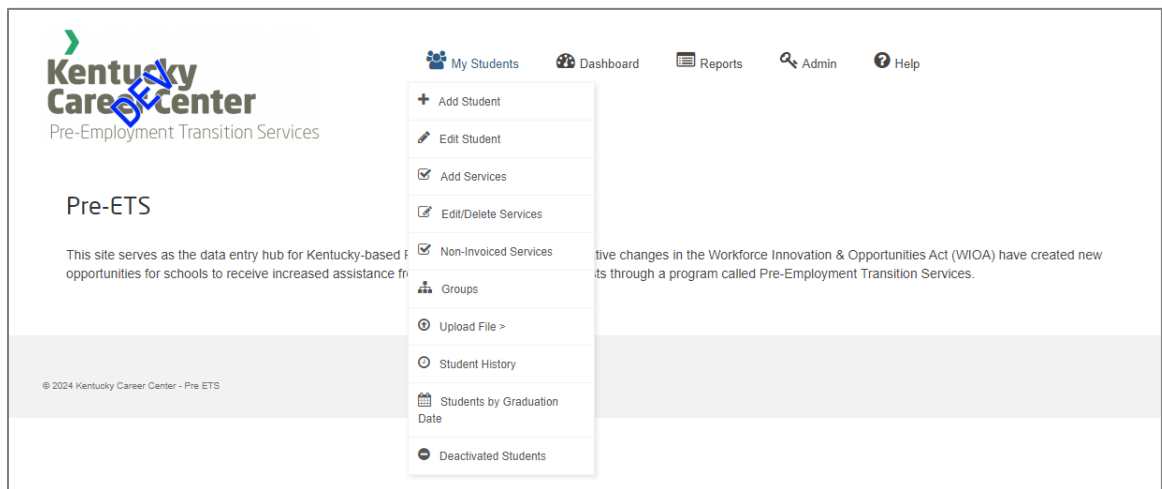 Kentucky
Career Center
DEV
Pre-Employment Transition Services
My Students
Dashboard
Reports
Admin
Help
Add Student
Edit Student
Add Services
Edit/Delete Services
Non-Invoiced Services
Groups
Upload File >
Student History
Students by Graduation
Date
Deactivated Students
Pre-ETS
This site serves as the data entry hub for Kentucky-based tive changes in the Workforce Innovation & Opportunities Act (WIOA) have created new
opportunities for schools to receive increased assistance ts through a program called Pre-Employment Transition Services.
© 2024 Kentucky Career Center - Pre ETS